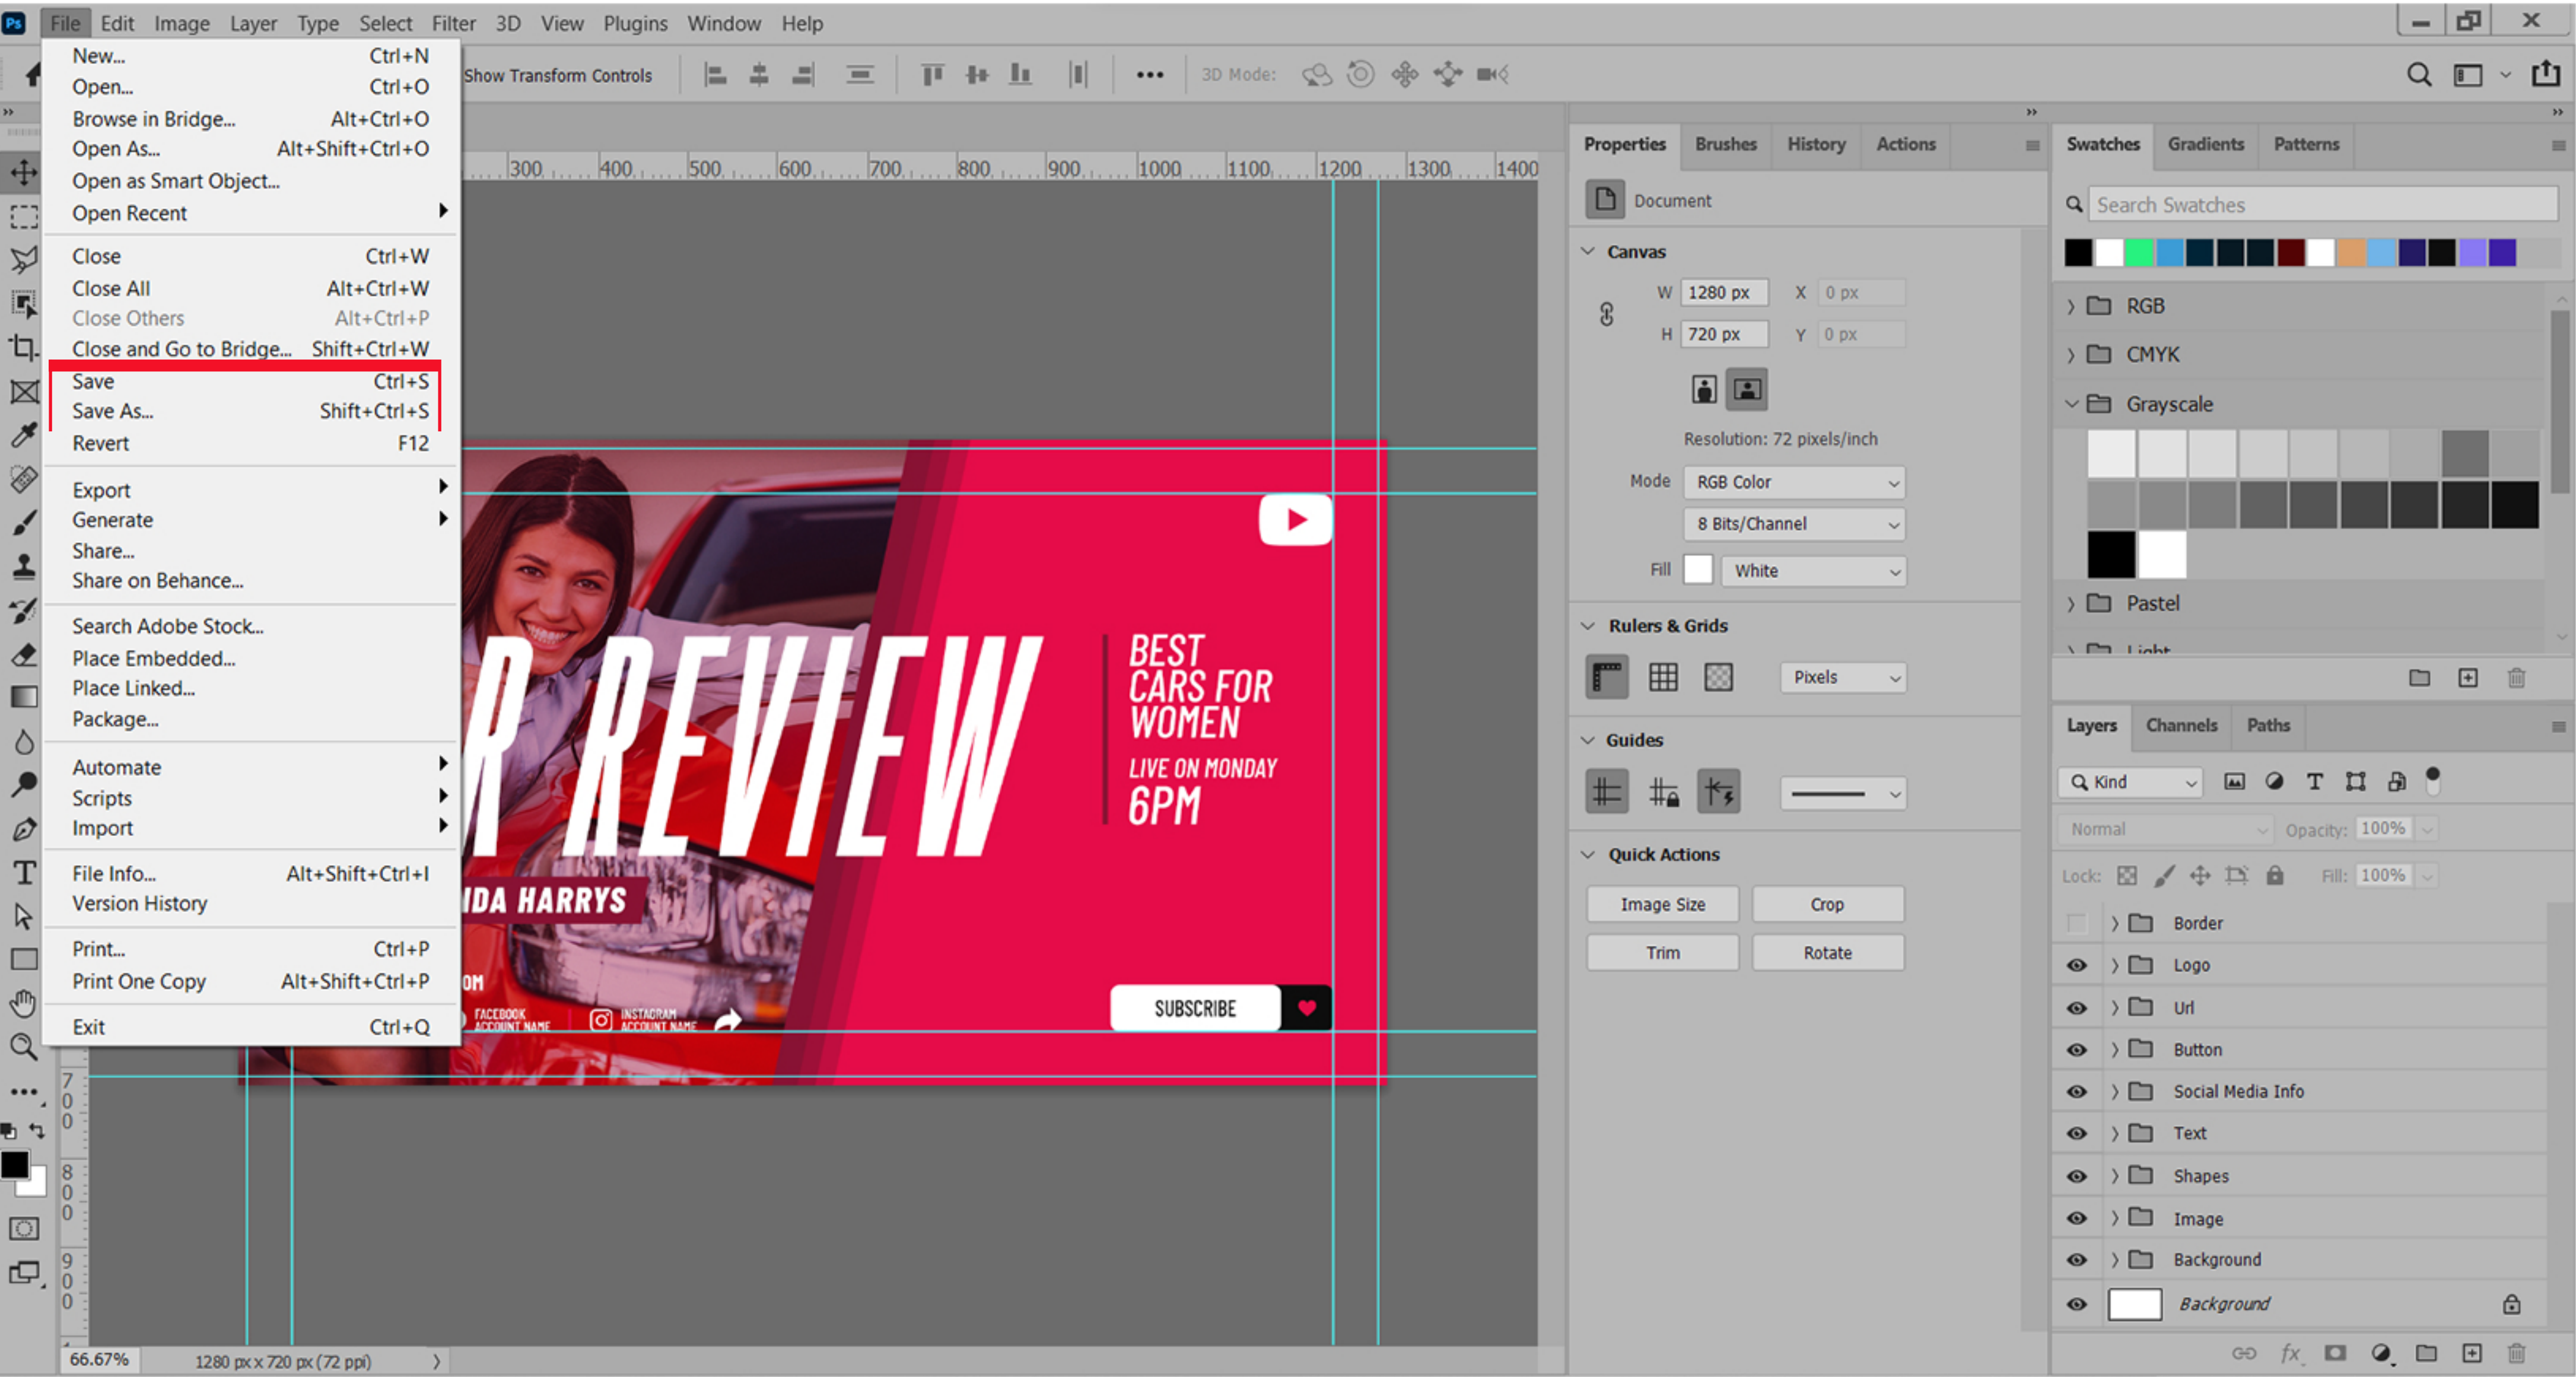 Ps File Edit Image Layer Type Select Filter 3D View Plugins Window Help
Show Transform Controls
3D Mode:
New... Ctrl+N
Open... Ctrl+O
Browse in Bridge... Alt+Ctrl+O
Open As... Alt+Shift+Ctrl+O
Open as Smart Object...
Open Recent
Close Ctrl+W
Close All Alt+Ctrl+W
Close Others Alt+Ctrl+P
Close and Go to Bridge... Shift+Ctrl+W
Save Ctrl+S
Save As... Shift+Ctrl+S
Revert F12
Export
Generate
Share...
Share on Behance...
Search Adobe Stock...
Place Embedded...
Place Linked...
Package...
Automate
Scripts
Import
File Info... Alt+Shift+Ctrl+I
Version History
Print... Ctrl+P
Print One Copy Alt+Shift+Ctrl+P
Exit Ctrl+Q
300 400 500 600 700 800 900 1000 1100 1200 1300 1400
R REVIEW
BEST
CARS FOR
WOMEN
LIVE ON MONDAY
6PM
NDA HARRYS
OM
FACEBOOK
ACCOUNT NAME
INSTAGRAM
ACCOUNT NAME
SUBSCRIBE
700
800
900
66.67% 1280 px x 720 px (72 ppi)
Properties Brushes History Actions
Document
Canvas
W 1280 px X 0 px
H 720 px Y 0 px
Resolution: 72 pixels/inch
Mode RGB Color
8 Bits/Channel
Fill White
Rulers & Grids
Pixels
Guides
Quick Actions
Image Size Crop
Trim Rotate
Swatches Gradients Patterns
Search Swatches
RGB
CMYK
Grayscale
Pastel
Light
Layers Channels Paths
Kind
Normal Opacity: 100%
Lock: Fill: 100%
Border
Logo
Url
Button
Social Media Info
Text
Shapes
Image
Background
Background
fx